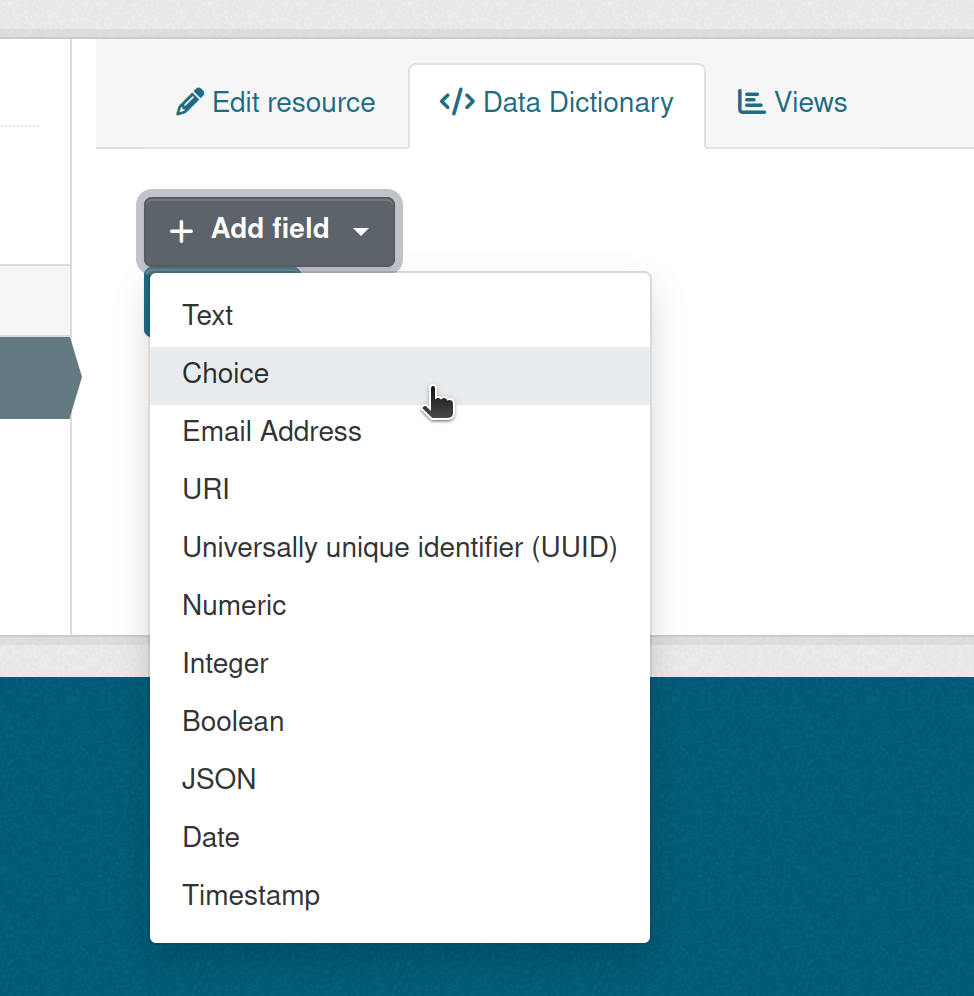 Edit resource
Data Dictionary
Views
Add field
Text
Choice
Email Address
URI
Universally unique identifier (UUID)
Numeric
Integer
Boolean
JSON
Date
Timestamp